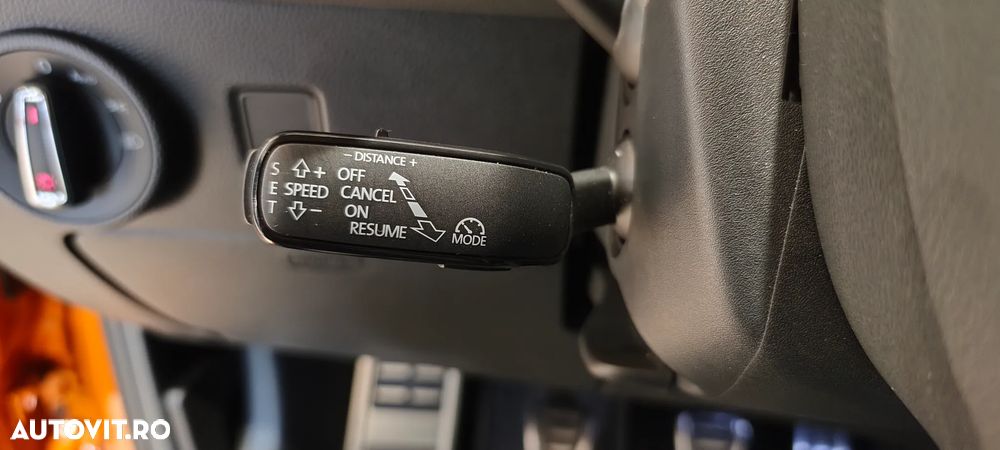 − DISTANCE +
S + OFF
E SPEED CANCEL
T − ON
RESUME
MODE
AUTOVIT.RO